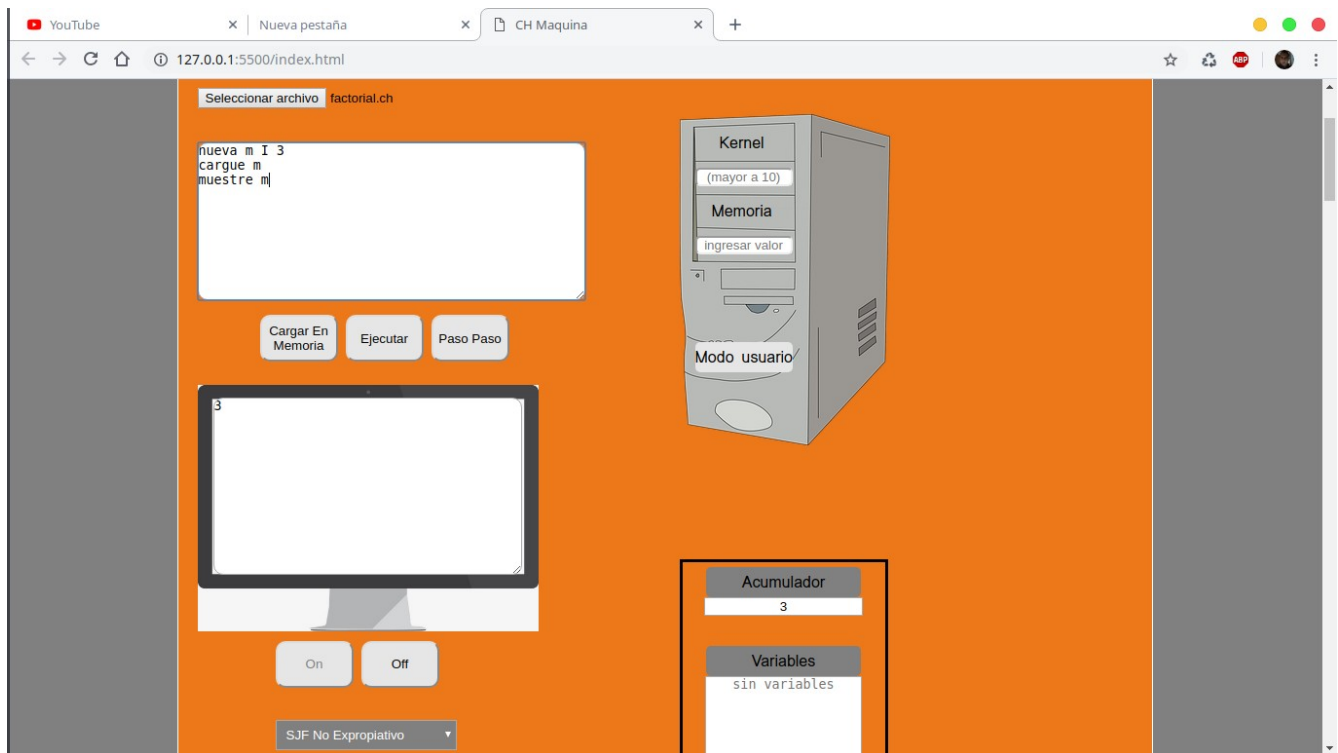 YouTube
Nueva pestaña
CH Maquina
127.0.0.1:5500/index.html
ABP
Seleccionar archivo factorial.ch
nueva m I 3
cargue m
muestre m
Cargar En
Memoria
Ejecutar
Paso Paso
3
On
Off
SJF No Expropiativo
Kernel
(mayor a 10)
Memoria
ingresar valor
Modo usuario
Acumulador
3
Variables
sin variables